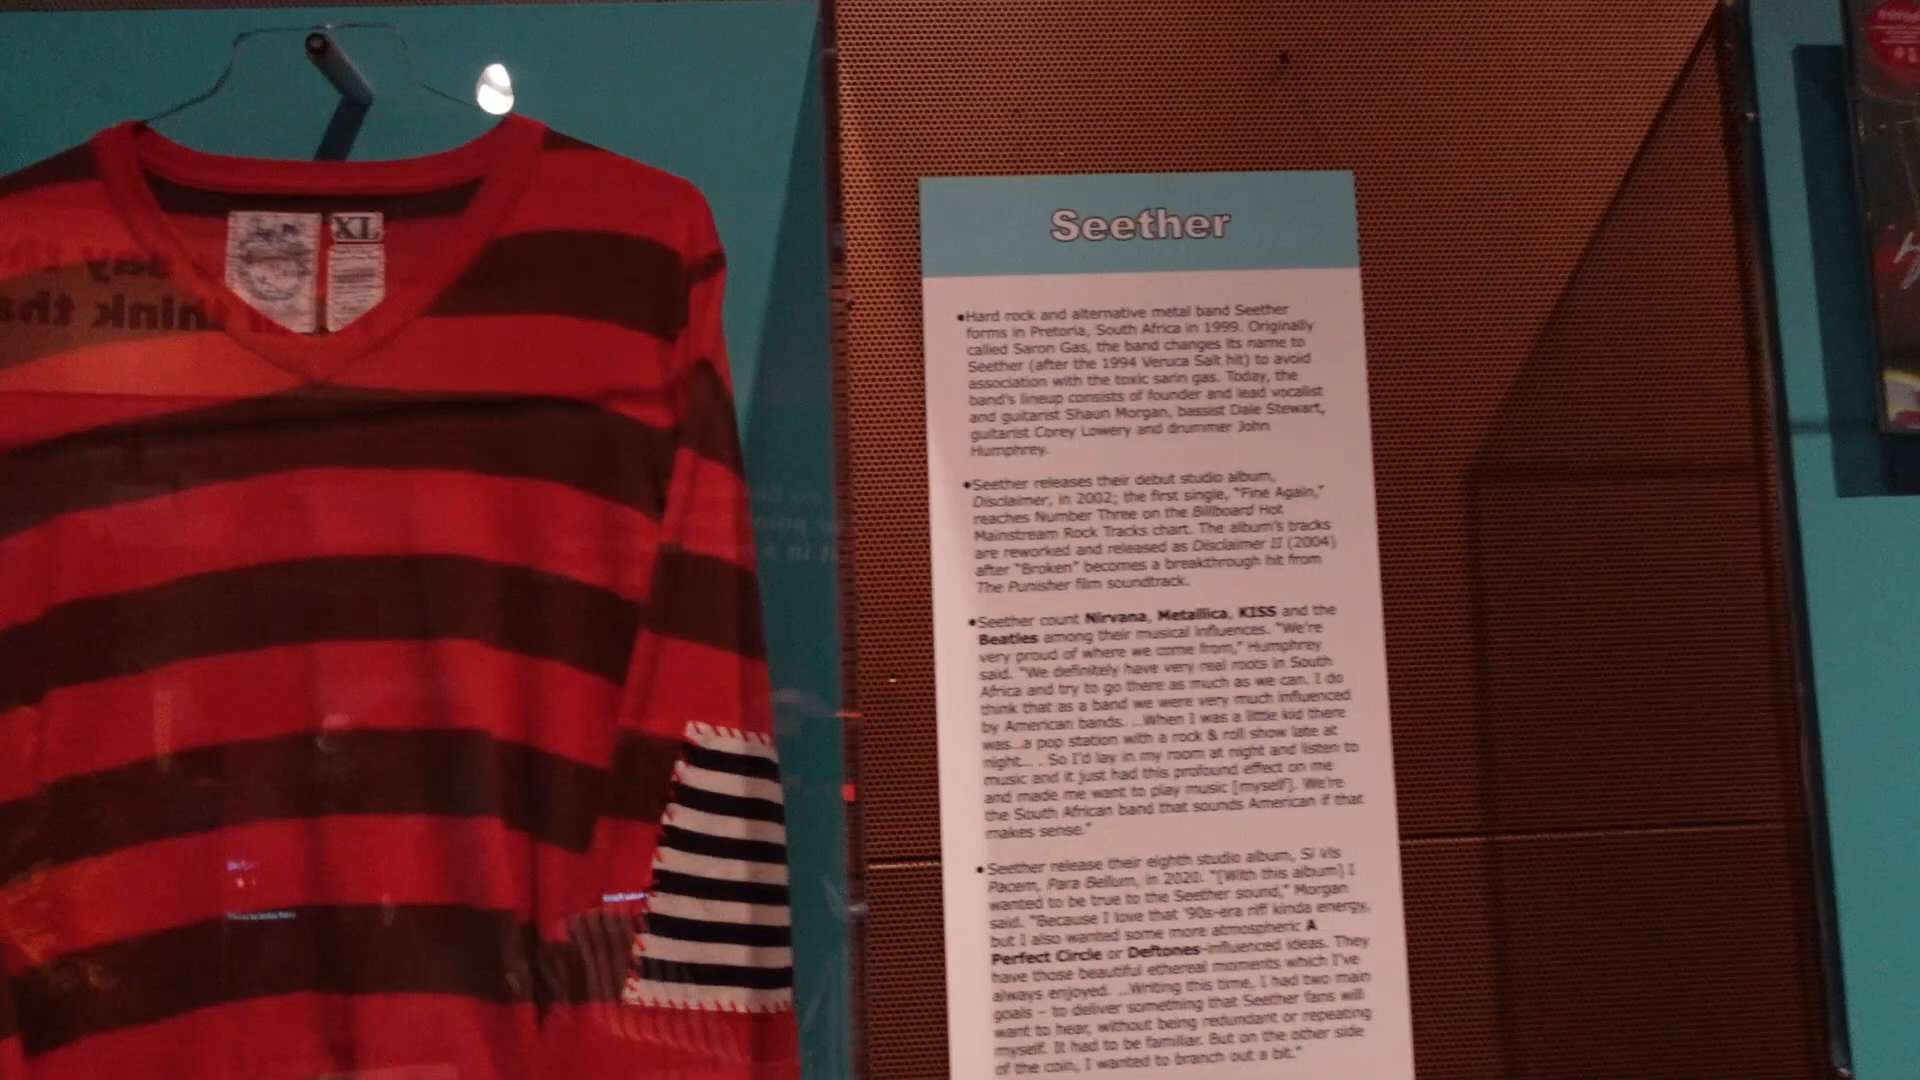 XL
Seether
•Hard rock and alternative metal band Seether
forms in Pretoria, South Africa in 1999. Originally
called Saron Gas, the band changes its name to
Seether (after the 1994 Veruca Salt hit) to avoid
association with the toxic sarin gas. Today, the
band's lineup consists of founder and lead vocalist
and guitarist Shaun Morgan, bassist Dale Stewart,
guitarist Corey Lowery and drummer John
Humphrey.
•Seether releases their debut studio album,
Disclaimer, in 2002; the first single, "Fine Again,"
reaches Number Three on the Billboard Hot
Mainstream Rock Tracks chart. The album's tracks
are reworked and released as Disclaimer II (2004)
after "Broken" becomes a breakthrough hit from
The Punisher film soundtrack.
•Seether count Nirvana, Metallica, KISS and the
Beatles among their musical influences. "We're
very proud of where we come from," Humphrey
said. "We definitely have very real roots in South
Africa and try to go there as much as we can. I do
think that as a band we were very much influenced
by American bands. ...When I was a little kid there
was...a pop station with a rock & roll show late at
night... . So I'd lay in my room at night and listen to
music and it just had this profound effect on me
and made me want to play music [myself]. We're
the South African band that sounds American if that
makes sense."
•Seether release their eighth studio album, Si Vis
Pacem, Para Bellum, in 2020. "[With this album] I
wanted to be true to the Seether sound," Morgan
said. "Because I love that '90s-era riff kinda energy,
but I also wanted some more atmospheric A
Perfect Circle or Deftones-influenced ideas. They
have those beautiful ethereal moments which I've
always enjoyed. ...Writing this time, I had two main
goals – to deliver something that Seether fans will
want to hear, without being redundant or repeating
myself. It had to be familiar. But on the other side
of the coin, I wanted to branch out a bit."